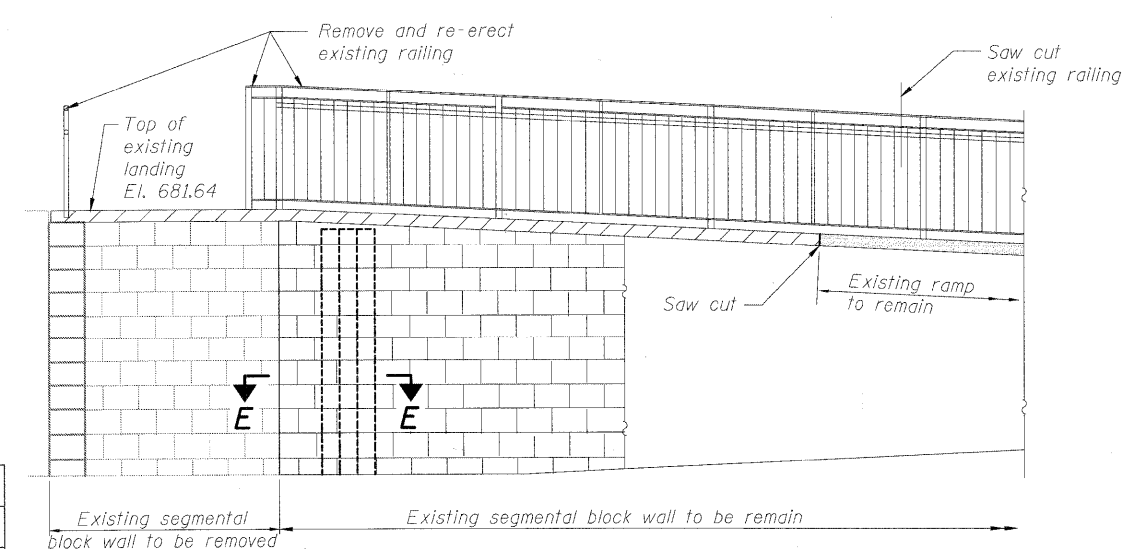 Remove and re-erect
existing railing
Saw cut
existing railing
Top of
existing
landing
El. 681.64
Existing ramp
to remain
Saw cut
E
E
Existing segmental
block wall to be removed
Existing segmental block wall to be remain